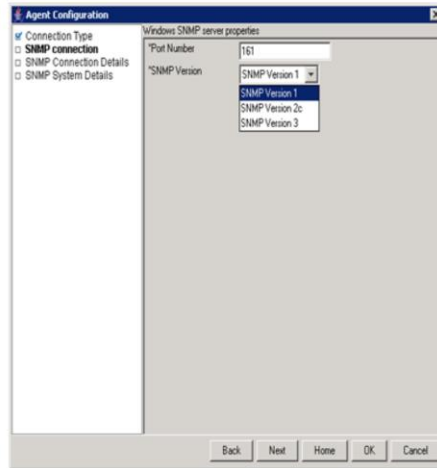 Agent Configuration
Connection Type
SNMP connection
SNMP Connection Details
SNMP System Details
Windows SNMP server properties
*Port Number
161
*SNMP Version
SNMP Version 1
SNMP Version 1
SNMP Version 2c
SNMP Version 3
Back
Next
Home
OK
Cancel